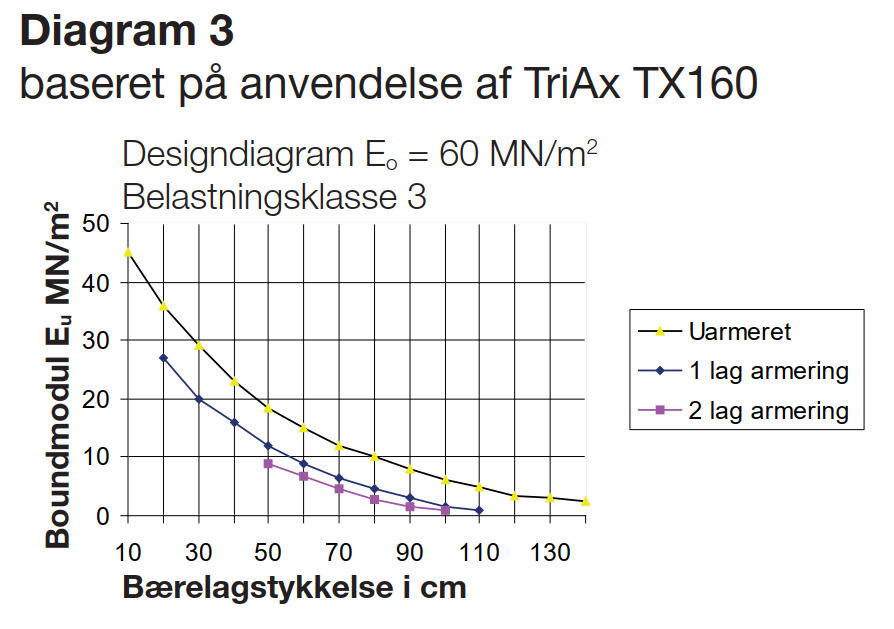 Diagram 3
baseret på anvendelse af TriAx TX160
Designdiagram Eo = 60 MN/m²
Belastningsklasse 3
Boundmodul Eu MN/m²
50
40
30
20
10
0
10 30 50 70 90 110 130
Bærelagstykkelse i cm
Uarmeret
1 lag armering
2 lag armering